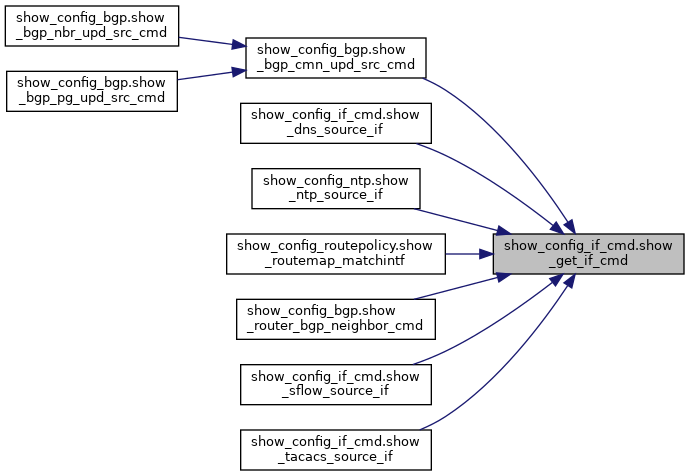 show_config_bgp.show
_bgp_nbr_upd_src_cmd
show_config_bgp.show
_bgp_pg_upd_src_cmd
show_config_bgp.show
_bgp_cmn_upd_src_cmd
show_config_if_cmd.show
_dns_source_if
show_config_ntp.show
_ntp_source_if
show_config_routepolicy.show
_routemap_matchintf
show_config_bgp.show
_router_bgp_neighbor_cmd
show_config_if_cmd.show
_sflow_source_if
show_config_if_cmd.show
_tacacs_source_if
show_config_if_cmd.show
_get_if_cmd